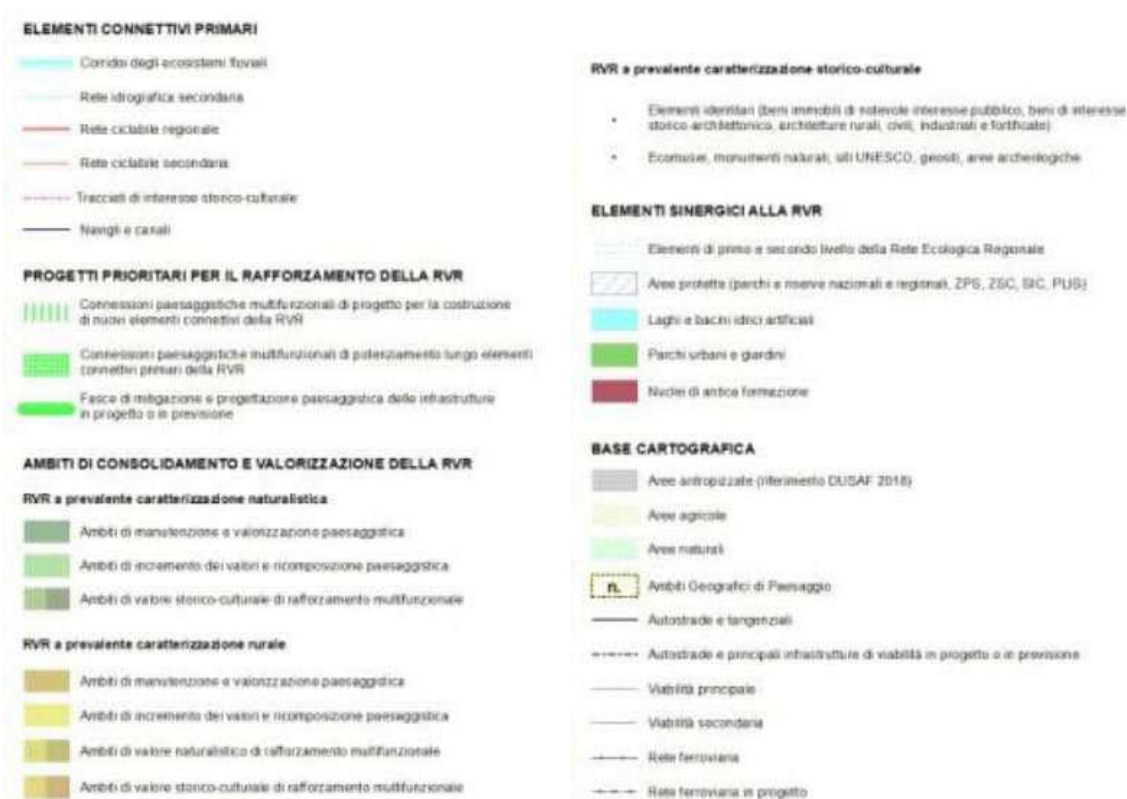 ELEMENTI CONNETTIVI PRIMARI
Corridoi degli ecosistemi fluviali
Rete idrografica secondaria
Rete ciclabile regionale
Rete ciclabile secondaria
Tracciati di interesse storico-culturale
Navigli e canali
PROGETTI PRIORITARI PER IL RAFFORZAMENTO DELLA RVR
Connessioni paesaggistiche multifunzionali di progetto per la costruzione
di nuovi elementi connettivi della RVR
Connessioni paesaggistiche multifunzionali di potenziamento lungo elementi
connettivi primari della RVR
Fasce di mitigazione e progettazione paesaggistica delle infrastrutture
in progetto o in previsione
AMBITI DI CONSOLIDAMENTO E VALORIZZAZIONE DELLA RVR
RVR a prevalente caratterizzazione naturalistica
Ambiti di manutenzione e valorizzazione paesaggistica
Ambiti di incremento dei valori e ricomposizione paesaggistica
Ambiti di valore storico-culturale di rafforzamento multifunzionale
RVR a prevalente caratterizzazione rurale
Ambiti di manutenzione e valorizzazione paesaggistica
Ambiti di incremento dei valori e ricomposizione paesaggistica
Ambiti di valore naturalistico di rafforzamento multifunzionale
Ambiti di valore storico-culturale di rafforzamento multifunzionale
RVR a prevalente caratterizzazione storico-culturale
Elementi identitari (beni immobili di notevole interesse pubblico, beni di interesse
storico-architettonico, architetture rurali, civili, industriali e fortificate)
Ecomusei, monumenti naturali, siti UNESCO, geositi, aree archeologiche
ELEMENTI SINERGICI ALLA RVR
Elementi di primo e secondo livello della Rete Ecologica Regionale
Aree protette (parchi e riserve nazionali e regionali, ZPS, ZSC, SIC, PLIS)
Laghi e bacini idrici artificiali
Parchi urbani e giardini
Nuclei di antica formazione
BASE CARTOGRAFICA
Aree antropizzate (riferimento DUSAF 2018)
Aree agricole
Aree naturali
n. Ambiti Geografici di Paesaggio
Autostrade e tangenziali
Autostrade e principali infrastrutture di viabilità in progetto o in previsione
Viabilità principale
Viabilità secondaria
Rete ferroviaria
Rete ferroviaria in progetto